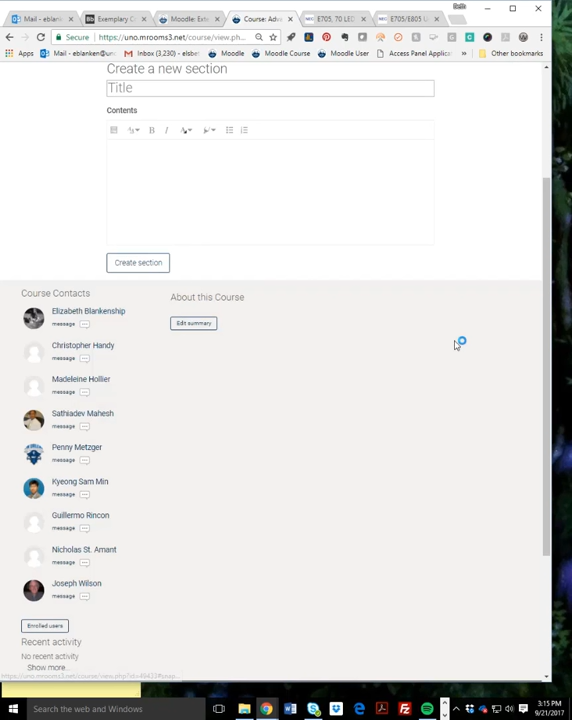 Beth
Mail - eblanken
Exemplary C
Moodle: Exte
Course: Adva
E705, 70 LED
E705/E805 U
Secure https://uno.mrooms3.net/course/view.ph...
Apps Mail - eblanken@un Inbox (3,230) - elsbet Moodle Moodle Course Moodle User Access Panel Applicat » Other bookmarks
Create a new section
Title
Contents
Create section
Course Contacts
About this Course
Elizabeth Blankenship
message
Edit summary
Christopher Handy
message
Madeleine Hollier
message
Sathiadev Mahesh
message
Penny Metzger
message
Kyeong Sam Min
message
Guillermo Rincon
message
Nicholas St. Amant
message
Joseph Wilson
message
Enrolled users
Recent activity
No recent activity
Show more...
Search the web and Windows
3:15 PM
9/21/2017